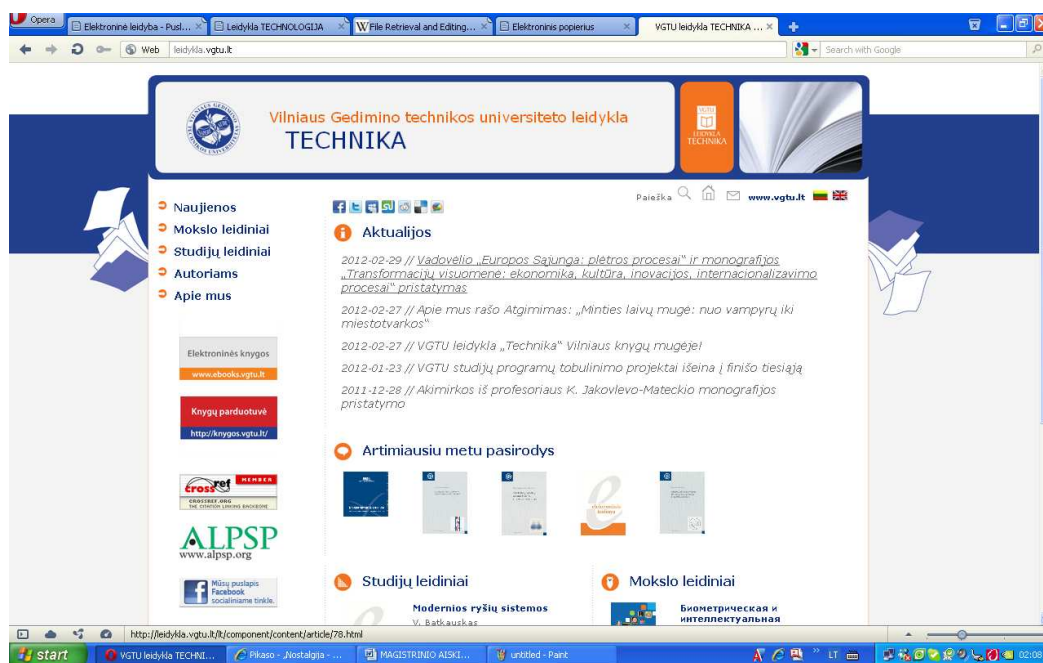 Opera
Elektroninė leidyba - Pusl...
Leidykla TECHNOLOGIJA
File Retrieval and Editing...
Elektroninis popierius
VGTU leidykla TECHNIKA ...
Web
leidykla.vgtu.lt
Search with Google
Vilniaus Gedimino technikos universiteto leidykla
TECHNIKA
VGTU
LEIDYKLA
TECHNIKA
Paieška
www.vgtu.lt
Naujienos
Mokslo leidiniai
Studijų leidiniai
Autoriams
Apie mus
Elektroninės knygos
www.ebooks.vgtu.lt
Knygų parduotuvė
http://knygos.vgtu.lt/
crossref
MEMBER
CROSSREF.ORG
THE CITATION LINKING BACKBONE
ALPSP
www.alpsp.org
Mūsų puslapis
Facebook
socialiniame tinkle.
Aktualijos
2012-02-29 // Vadovėlio „Europos Sąjunga: plėtros procesai“ ir monografijos
„Transformacijų visuomenė: ekonomika, kultūra, inovacijos, internacionalizavimo
procesai“ pristatymas
2012-02-27 // Apie mus rašo Atgimimas: „Minties laivų mugė: nuo vampyrų iki
miestotvarkos“
2012-02-27 // VGTU leidykla „Technika“ Vilniaus knygų mugėje!
2012-01-23 // VGTU studijų programų tobulinimo projektai išeina į finišo tiesiąją
2011-12-28 // Akimirkos iš profesoriaus K. Jakovlevo-Mateckio monografijos
pristatymo
Artimiausiu metu pasirodys
Studijų leidiniai
Modernios ryšių sistemos
V. Batkauskas
Mokslo leidiniai
Биометрическая и
интеллектуальная
http://leidykla.vgtu.lt/lt/component/content/article/78.html
start
VGTU leidykla TECHNI...
Pikaso - „Nostalgija - ...
MAGISTRINIO AISKI...
untitled - Paint
LT
02:08